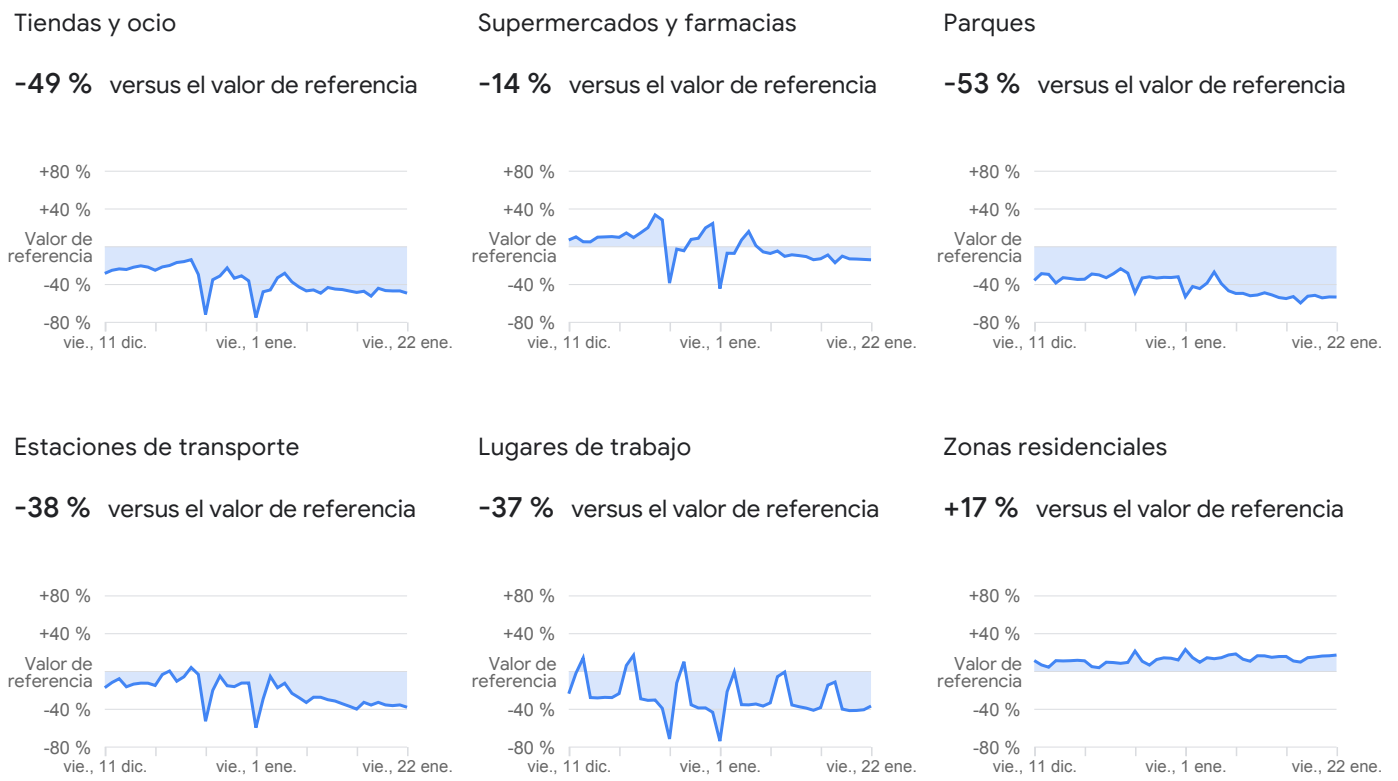 Tiendas y ocio
-49 % versus el valor de referencia
+80 %
+40 %
Valor de
referencia
-40 %
-80 %
vie., 11 dic. vie., 1 ene. vie., 22 ene.
Supermercados y farmacias
-14 % versus el valor de referencia
+80 %
+40 %
Valor de
referencia
-40 %
-80 %
vie., 11 dic. vie., 1 ene. vie., 22 ene.
Parques
-53 % versus el valor de referencia
+80 %
+40 %
Valor de
referencia
-40 %
-80 %
vie., 11 dic. vie., 1 ene. vie., 22 ene.
Estaciones de transporte
-38 % versus el valor de referencia
+80 %
+40 %
Valor de
referencia
-40 %
-80 %
vie., 11 dic. vie., 1 ene. vie., 22 ene.
Lugares de trabajo
-37 % versus el valor de referencia
+80 %
+40 %
Valor de
referencia
-40 %
-80 %
vie., 11 dic. vie., 1 ene. vie., 22 ene.
Zonas residenciales
+17 % versus el valor de referencia
+80 %
+40 %
Valor de
referencia
-40 %
-80 %
vie., 11 dic. vie., 1 ene. vie., 22 ene.